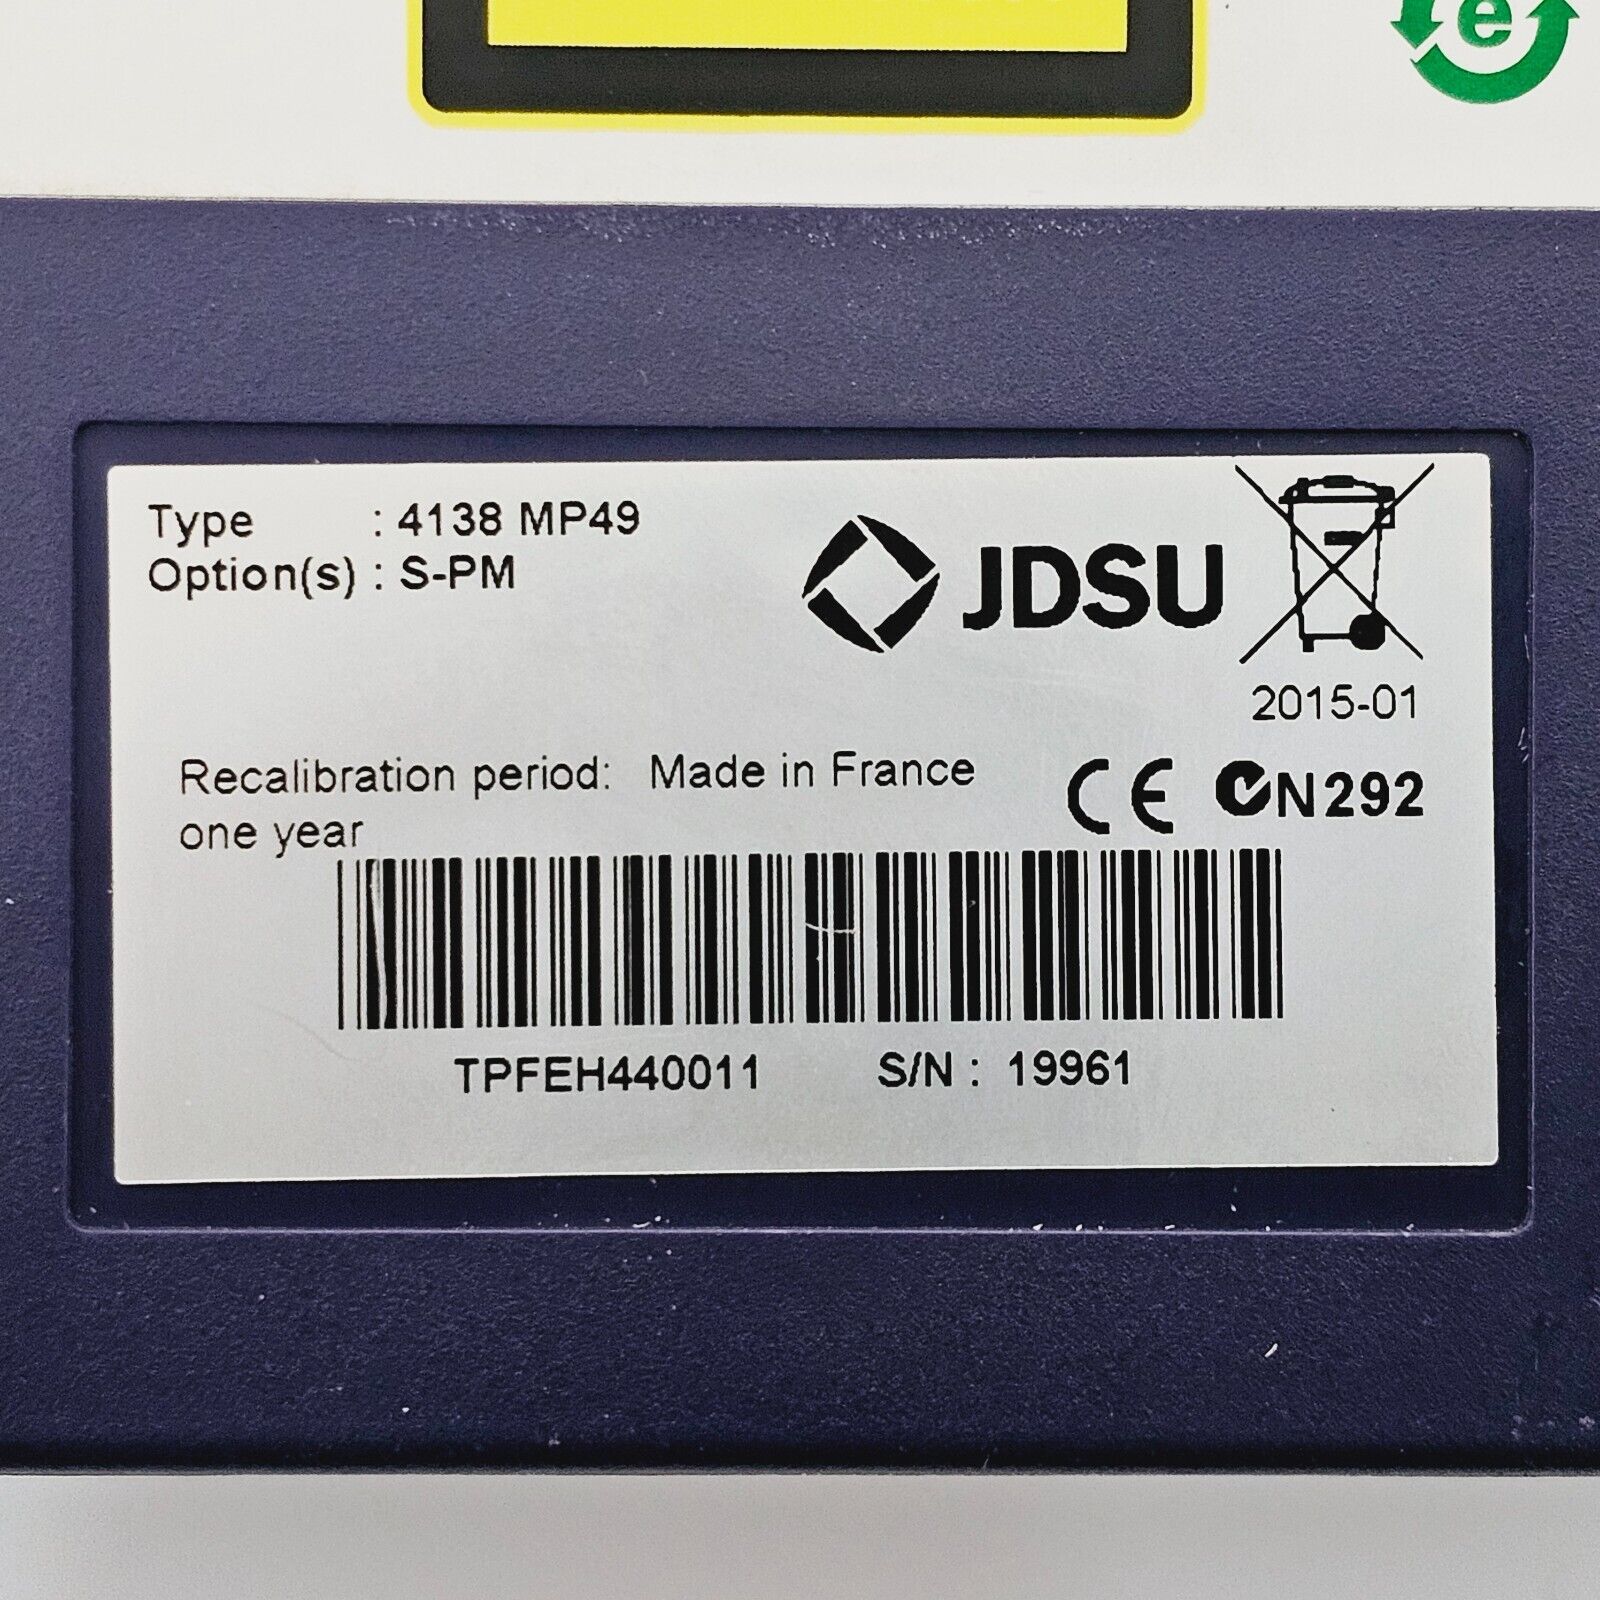 e
Type : 4138 MP49
Option(s) : S-PM
JDSU
2015-01
Recalibration period: Made in France
one year
CE N292
TPFEH440011 S/N : 19961